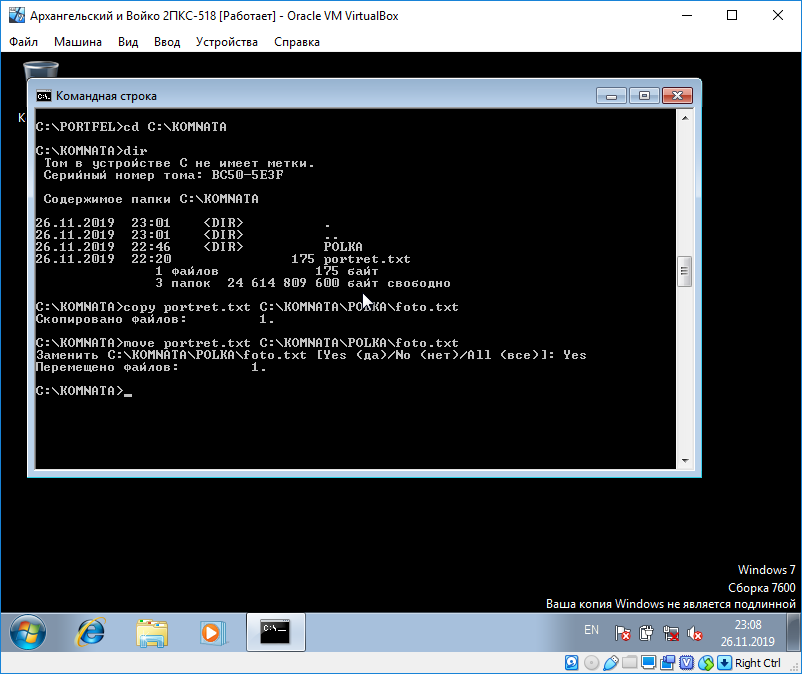 Архангельский и Войко 2ПКС-518 [Работает] - Oracle VM VirtualBox
Файл Машина Вид Ввод Устройства Справка
Командная строка
К
C:\PORTFEL>cd C:\KOMNATA
C:\KOMNATA>dir
Том в устройстве C не имеет метки.
Серийный номер тома: BC50-5E3F
Содержимое папки C:\KOMNATA
26.11.2019 23:01 <DIR> .
26.11.2019 23:01 <DIR> ..
26.11.2019 22:46 <DIR> POLKA
26.11.2019 22:20 175 portret.txt
1 файлов 175 байт
3 папок 24 614 809 600 байт свободно
C:\KOMNATA>copy portret.txt C:\KOMNATA\POLKA\foto.txt
Скопировано файлов: 1.
C:\KOMNATA>move portret.txt C:\KOMNATA\POLKA\foto.txt
Заменить C:\KOMNATA\POLKA\foto.txt [Yes (да)/No (нет)/All (все)]: Yes
Перемещено файлов: 1.
C:\KOMNATA>_
Windows 7
Сборка 7600
Ваша копия Windows не является подлинной
EN 23:08
26.11.2019
Right Ctrl